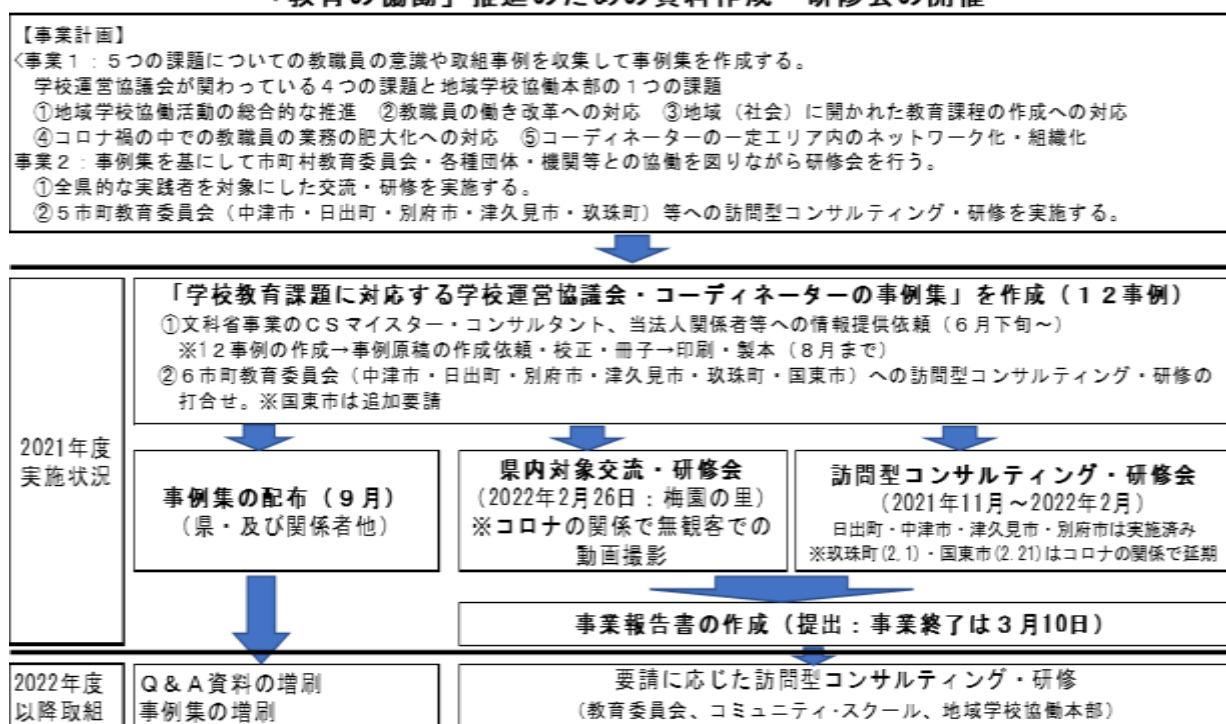 「教育の協働」推進のための資料作成・研修会の開催
【事業計画】
<事業１：５つの課題についての教職員の意識や取組事例を収集して事例集を作成する。
学校運営協議会が関わっている４つの課題と地域学校協働本部の１つの課題
①地域学校協働活動の総合的な推進　②教職員の働き改革への対応　③地域（社会）に開かれた教育課程の作成への対応
④コロナ禍の中での教職員の業務の肥大化への対応　⑤コーディネーターの一定エリア内のネットワーク化・組織化
事業２：事例集を基にして市町村教育委員会・各種団体・機関等との協働を図りながら研修会を行う。
①全県的な実践者を対象にした交流・研修を実施する。
②５市町教育委員会（中津市・日出町・別府市・津久見市・玖珠町）等への訪問型コンサルティング・研修を実施する。
2021年度
実施状況
「学校教育課題に対応する学校運営協議会・コーディネーターの事例集」を作成（１２事例）
①文科省事業のＣＳマイスター・コンサルタント、当法人関係者等への情報提供依頼（６月下旬～）
※１２事例の作成→事例原稿の作成依頼・校正・冊子→印刷・製本（８月まで）
②６市町教育委員会（中津市・日出町・別府市・津久見市・玖珠町・国東市）への訪問型コンサルティング・研修の
打合せ。※国東市は追加要請
事例集の配布（９月）
（県・及び関係者他）
県内対象交流・研修会
（2022年2月26日：梅園の里）
※コロナの関係で無観客での
動画撮影
訪問型コンサルティング・研修会
（2021年11月～2022年2月）
日出町・中津市・津久見市・別府市は実施済み
※玖珠町(2.1)・国東市(2.21)はコロナの関係で延期
事業報告書の作成（提出：事業終了は３月10日）
2022年度
以降取組
Ｑ＆Ａ資料の増刷
事例集の増刷
要請に応じた訪問型コンサルティング・研修
（教育委員会、コミュニティ・スクール、地域学校協働本部）